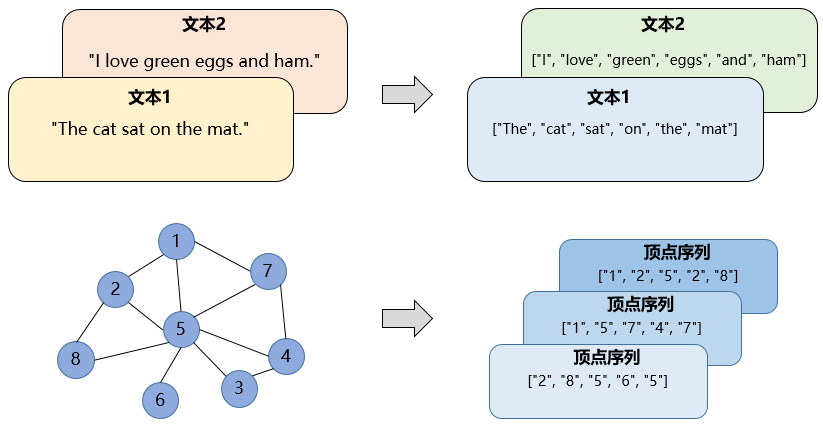 文本2
"I love green eggs and ham."
文本1
"The cat sat on the mat."
文本2
["I", "love", "green", "eggs", "and", "ham"]
文本1
["The", "cat", "sat", "on", "the", "mat"]
1
7
2
5
8
4
3
6
顶点序列
["1", "2", "5", "2", "8"]
顶点序列
["1", "5", "7", "4", "7"]
顶点序列
["2", "8", "5", "6", "5"]